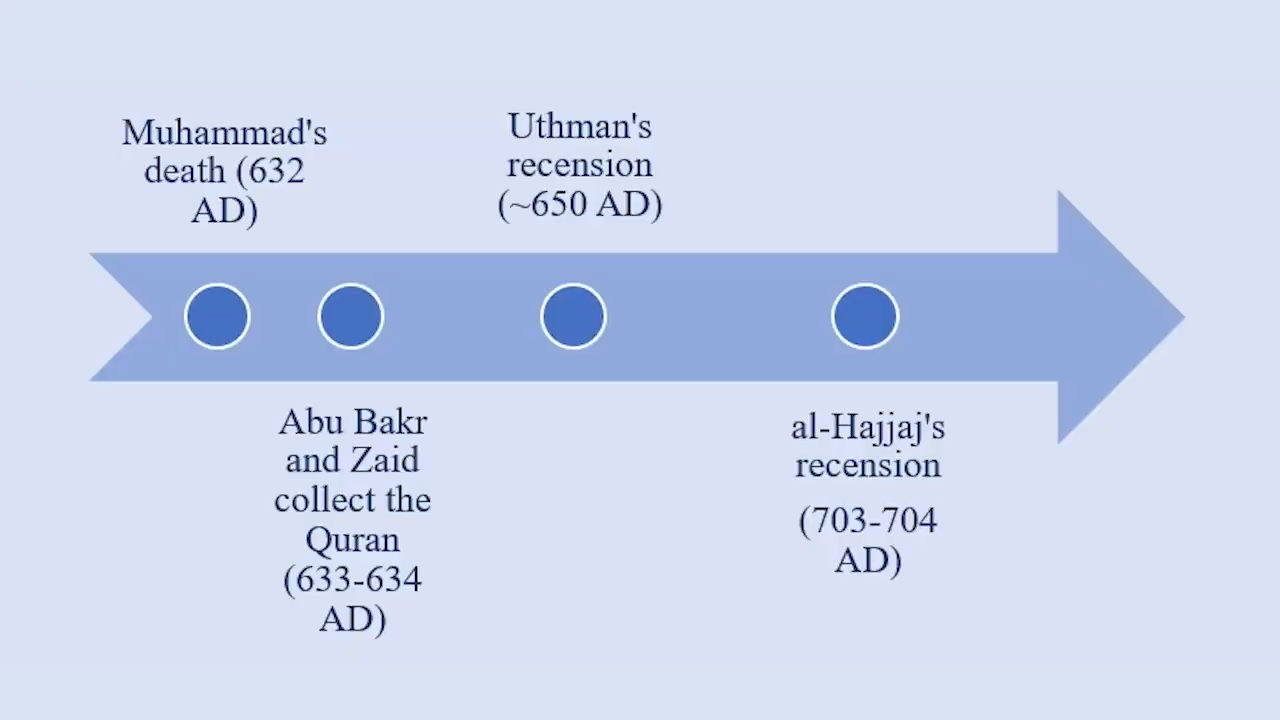 Muhammad's
death (632
AD)
Abu Bakr
and Zaid
collect the
Quran
(633-634
AD)
Uthman's
recension
(~650 AD)
al-Hajjaj's
recension
(703-704
AD)